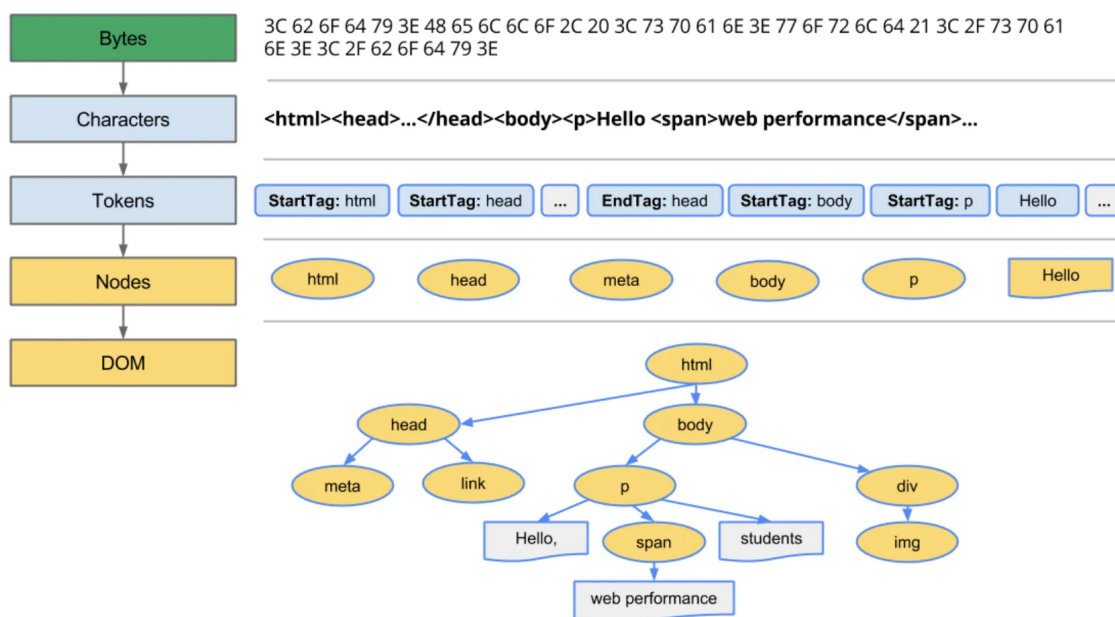 Bytes
3C 62 6F 64 79 3E 48 65 6C 6C 6F 2C 20 3C 73 70 61 6E 3E 77 6F 72 6C 64 21 3C 2F 73 70 61
6E 3E 3C 2F 62 6F 64 79 3E
Characters
<html><head>...</head><body><p>Hello <span>web performance</span>...
Tokens
StartTag: html
StartTag: head
...
EndTag: head
StartTag: body
StartTag: p
Hello
...
Nodes
html
head
meta
body
p
Hello
DOM
html
head
body
meta
link
p
div
Hello,
span
students
img
web performance